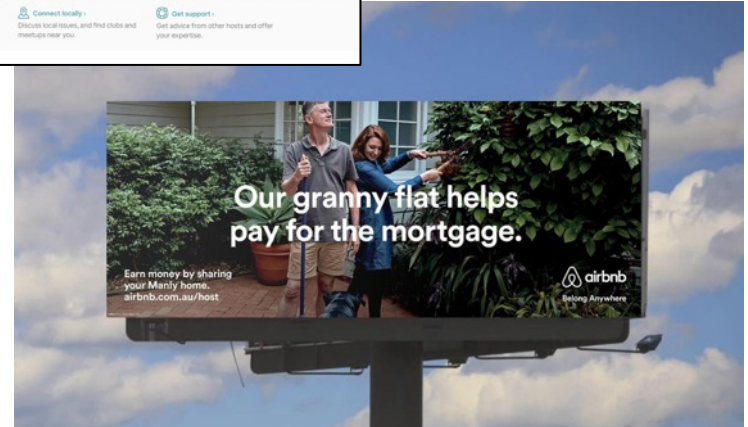 Connect locally ›
Discuss local issues, and find clubs and
meetups near you.
Get support ›
Get advice from other hosts and offer
your expertise.
Our granny flat helps
pay for the mortgage.
Earn money by sharing
your Manly home.
airbnb.com.au/host
airbnb
Belong Anywhere